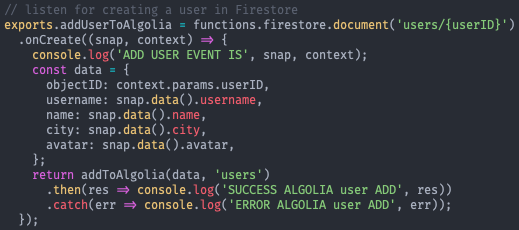 // listen for creating a user in Firestore
exports.addUserToAlgolia = functions.firestore.document('users/{userID}')
  .onCreate((snap, context) => {
    console.log('ADD USER EVENT IS', snap, context);
    const data = {
      objectID: context.params.userID,
      username: snap.data().username,
      name: snap.data().name,
      city: snap.data().city,
      avatar: snap.data().avatar,
    };
    return addToAlgolia(data, 'users')
      .then(res => console.log('SUCCESS ALGOLIA user ADD', res))
      .catch(err => console.log('ERROR ALGOLIA user ADD', err));
  });